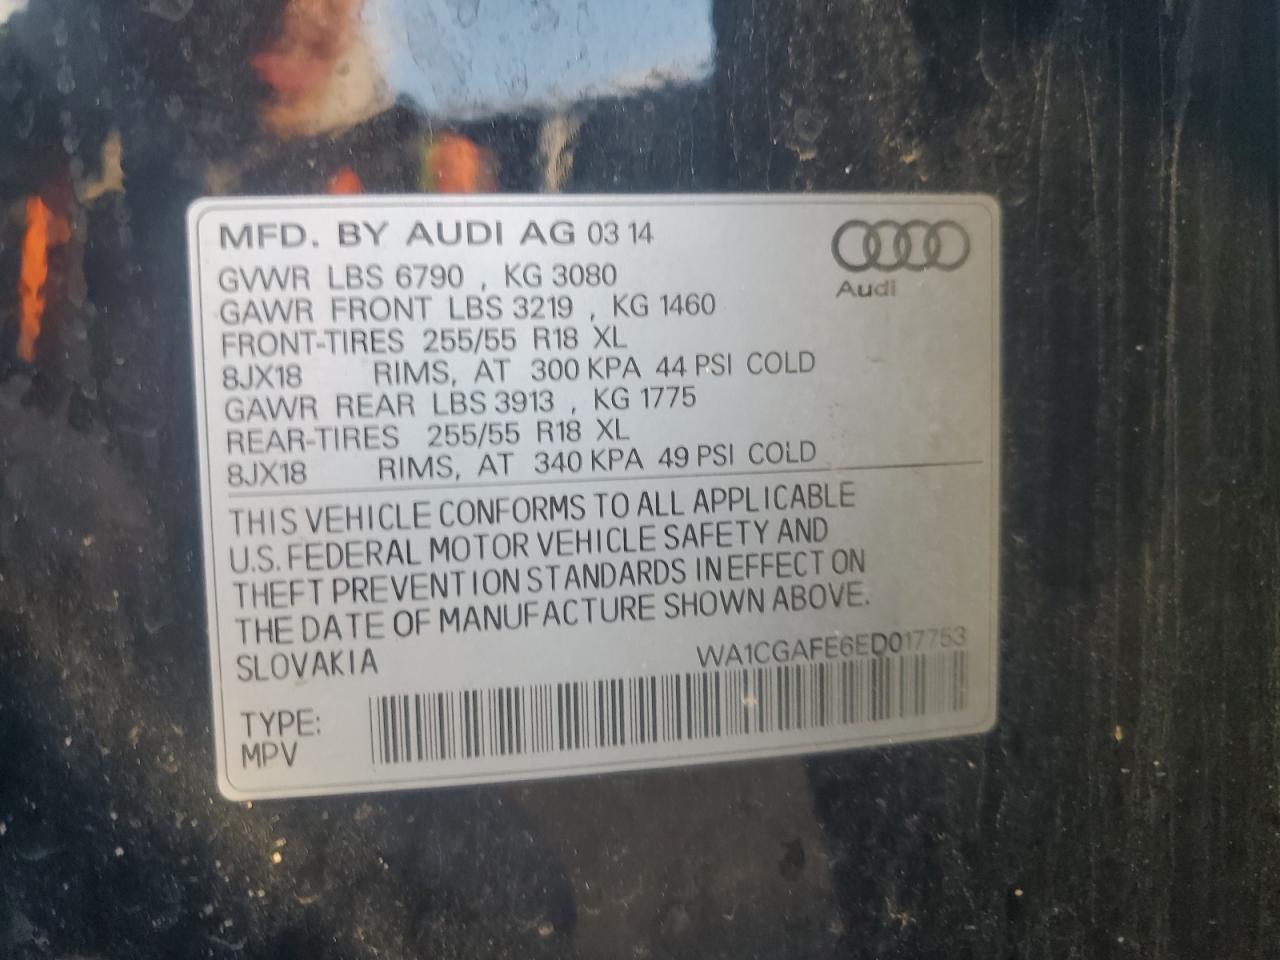 MFD. BY AUDI AG 03 14
Audi
GVWR LBS 6790 , KG 3080
GAWR FRONT LBS 3219 , KG 1460
FRONT-TIRES 255/55 R18 XL
8JX18 RIMS, AT 300 KPA 44 PSI COLD
GAWR REAR LBS 3913 , KG 1775
REAR-TIRES 255/55 R18 XL
8JX18 RIMS, AT 340 KPA 49 PSI COLD
THIS VEHICLE CONFORMS TO ALL APPLICABLE
U.S. FEDERAL MOTOR VEHICLE SAFETY AND
THEFT PREVENTION STANDARDS IN EFFECT ON
THE DATE OF MANUFACTURE SHOWN ABOVE.
SLOVAKIA WA1CGAFE6ED017753
TYPE:
MPV